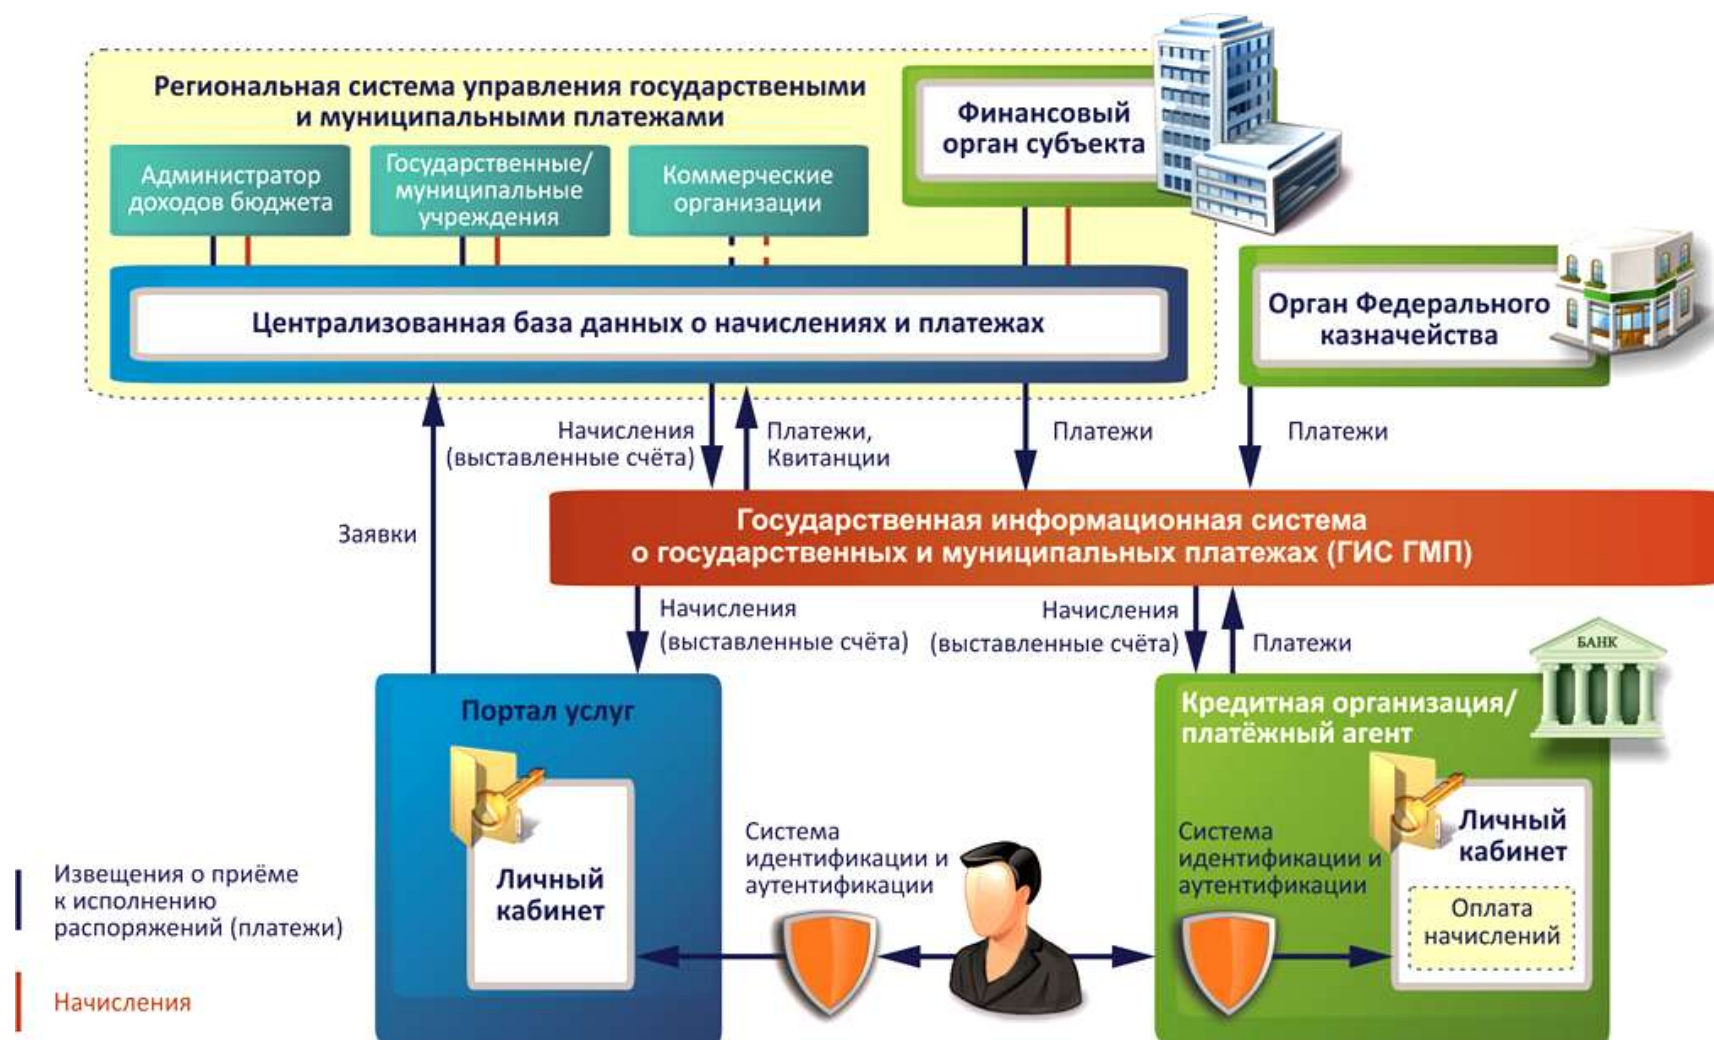 Региональная система управления государствеными
и муниципальными платежами
Финансовый
орган субъекта
Администратор
доходов бюджета
Государственные/
муниципальные
учреждения
Коммерческие
организации
Централизованная база данных о начислениях и платежах
Орган Федерального
казначейства
Начисления
(выставленные счёта)
Платежи,
Квитанции
Платежи
Платежи
Заявки
Государственная информационная система
о государственных и муниципальных платежах (ГИС ГМП)
Начисления
(выставленные счёта)
Начисления
(выставленные счёта)
Платежи
БАНК
Портал услуг
Личный
кабинет
Система
идентификации и
аутентификации
Кредитная организация/
платёжный агент
Система
идентификации и
аутентификации
Личный
кабинет
Оплата
начислений
Извещения о приёме
к исполнению
распоряжений (платежи)
Начисления